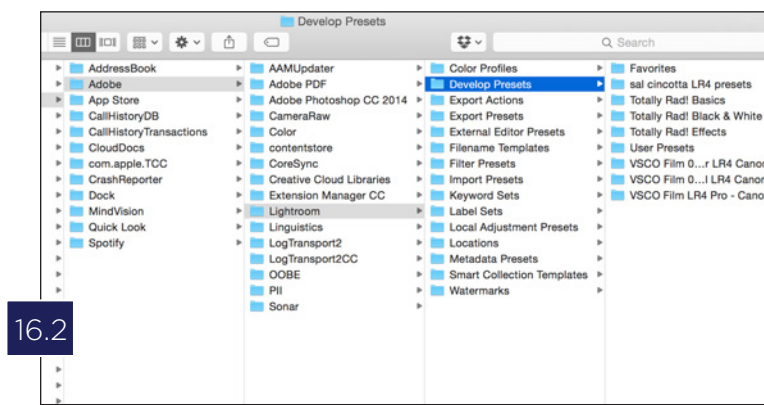 Develop Presets
Search
AddressBook
Adobe
App Store
CallHistoryDB
CallHistoryTransactions
CloudDocs
com.apple.TCC
CrashReporter
Dock
MindVision
Quick Look
Spotify
AAMUpdater
Adobe PDF
Adobe Photoshop CC 2014
CameraRaw
Color
contentstore
CoreSync
Creative Cloud Libraries
Extension Manager CC
Lightroom
Linguistics
LogTransport2
LogTransport2CC
OOBE
PII
Sonar
Color Profiles
Develop Presets
Export Actions
Export Presets
External Editor Presets
Filename Templates
Filter Presets
Import Presets
Keyword Sets
Label Sets
Local Adjustment Presets
Locations
Metadata Presets
Smart Collection Templates
Watermarks
Favorites
sal cincotta LR4 presets
Totally Rad! Basics
Totally Rad! Black & White
Totally Rad! Effects
User Presets
VSCO Film 0...r LR4 Canon
VSCO Film 0...l LR4 Canon
VSCO Film LR4 Pro - Cano
16.2